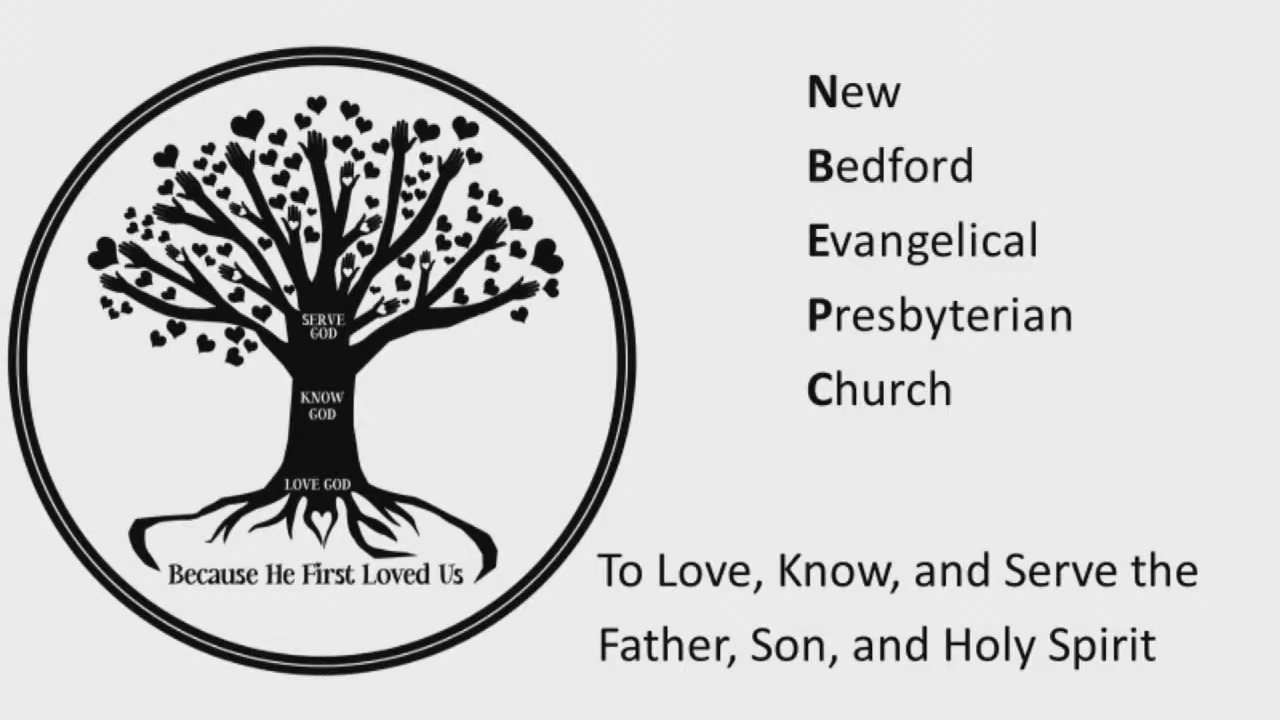 SERVE
GOD
KNOW
GOD
LOVE GOD
Because He First Loved Us
New
Bedford
Evangelical
Presbyterian
Church
To Love, Know, and Serve the
Father, Son, and Holy Spirit